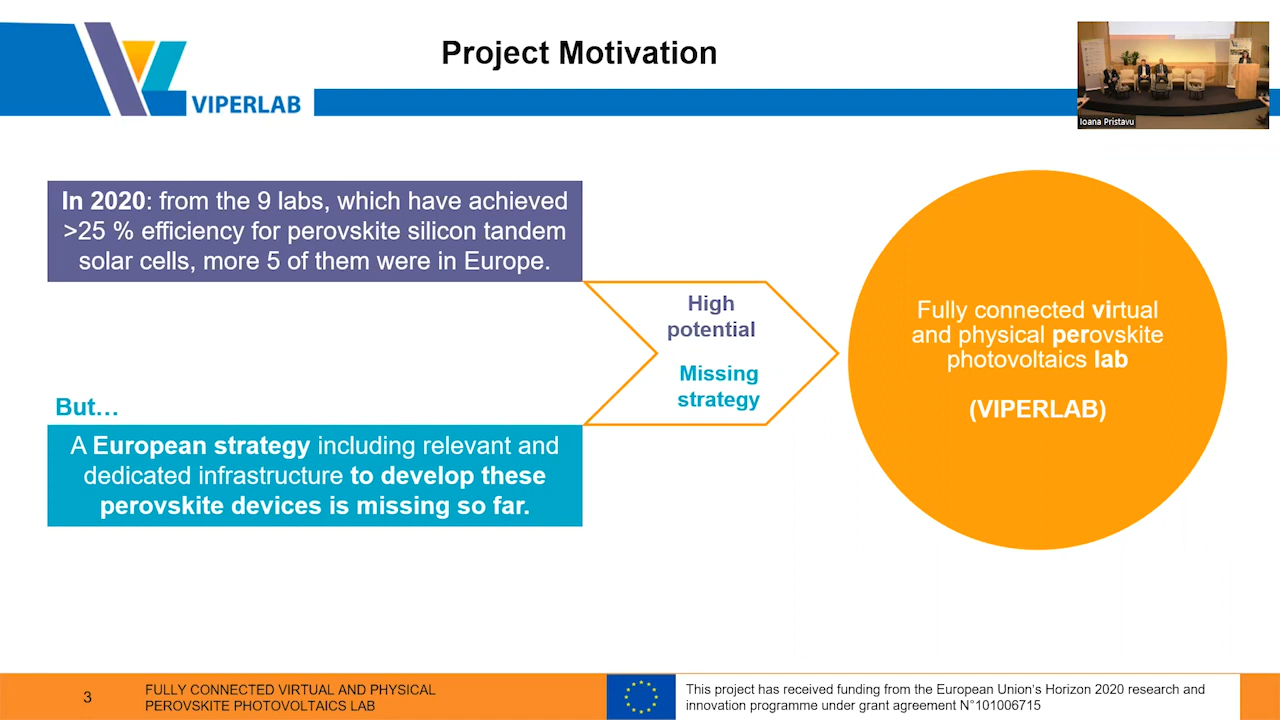 Project Motivation
VIPERLAB
Ioana Pristavu
In 2020: from the 9 labs, which have achieved
>25 % efficiency for perovskite silicon tandem
solar cells, more 5 of them were in Europe.
High
potential
Missing
strategy
But…
A European strategy including relevant and
dedicated infrastructure to develop these
perovskite devices is missing so far.
Fully connected virtual
and physical perovskite
photovoltaics lab
(VIPERLAB)
3
FULLY CONNECTED VIRTUAL AND PHYSICAL
PEROVSKITE PHOTOVOLTAICS LAB
This project has received funding from the European Union's Horizon 2020 research and
innovation programme under grant agreement N°101006715